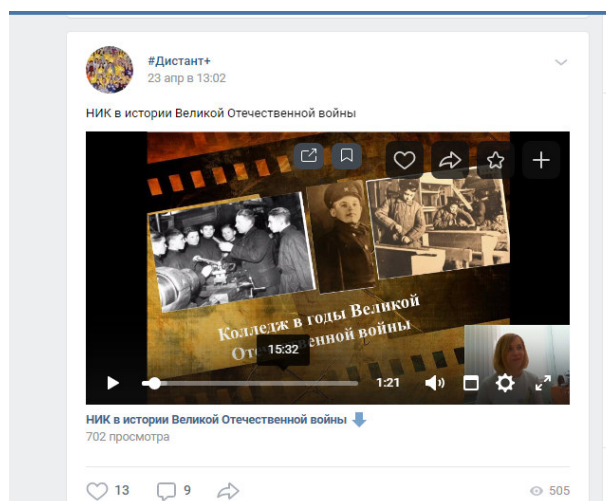 #Дистант+
23 апр в 13:02
НИК в истории Великой Отечественной войны
Колледж в годы Великой
Отечественной войны
15:32
1:21
НИК в истории Великой Отечественной войны
702 просмотра
13
9
505